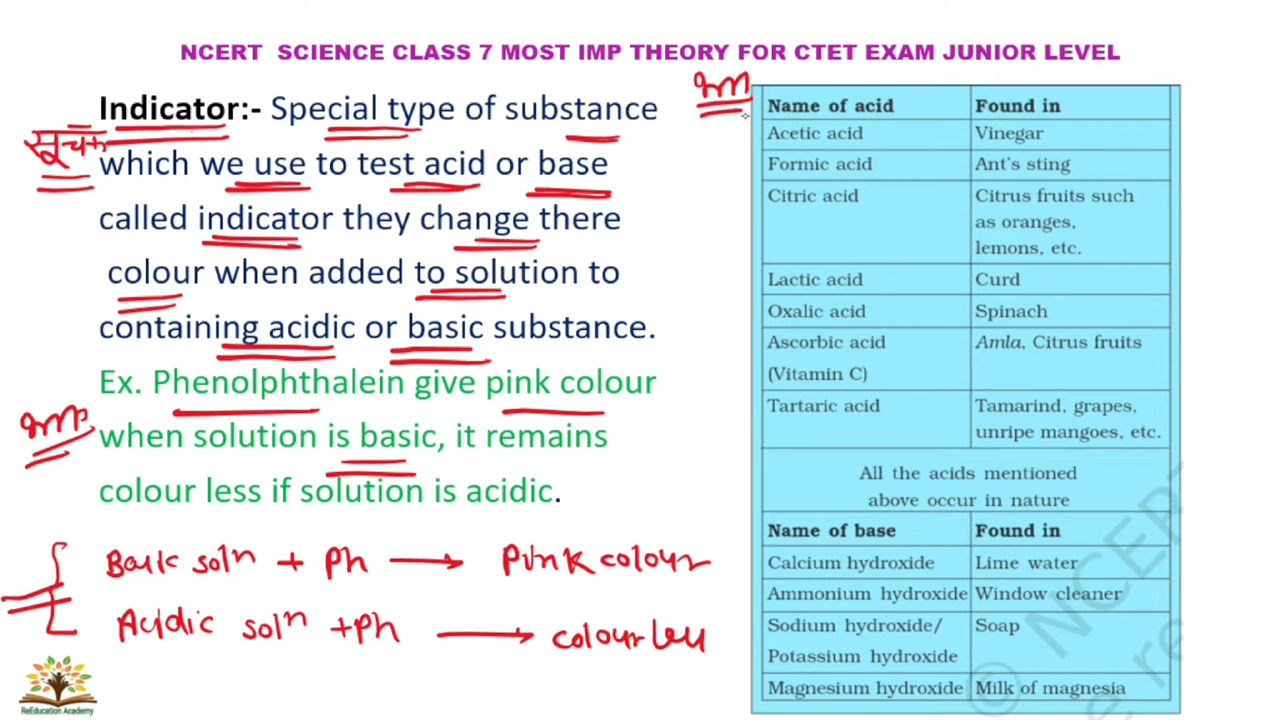 NCERT SCIENCE CLASS 7 MOST IMP THEORY FOR CTET EXAM JUNIOR LEVEL
Indicator:- Special type of substance
सूचक
which we use to test acid or base
called indicator they change there
colour when added to solution to
containing acidic or basic substance.
Ex. Phenolphthalein give pink colour
Imp.
when solution is basic, it remains
colour less if solution is acidic.
Basic solⁿ + Ph → Pink colour
Acidic solⁿ + Ph → colourless
ReEducation Academy
Imp
Name of acid Found in
Acetic acid Vinegar
Formic acid Ant's sting
Citric acid Citrus fruits such
as oranges,
lemons, etc.
Lactic acid Curd
Oxalic acid Spinach
Ascorbic acid Amla, Citrus fruits
(Vitamin C)
Tartaric acid Tamarind, grapes,
unripe mangoes, etc.
All the acids mentioned
above occur in nature
Name of base Found in
Calcium hydroxide Lime water
Ammonium hydroxide Window cleaner
Sodium hydroxide/ Soap
Potassium hydroxide
Magnesium hydroxide Milk of magnesia
© NCERT